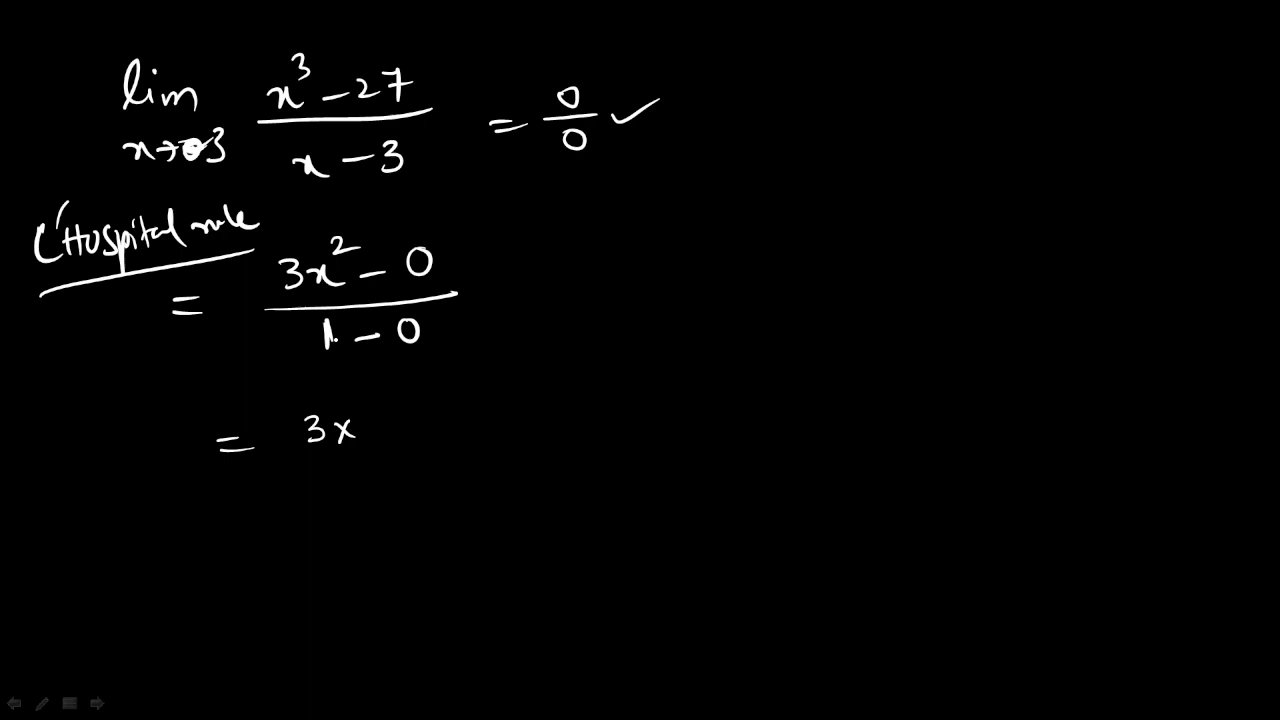 lim x→3 x³ − 27 / x − 3 = 0/0 ✓
L'Hospital rule
= 3x² − 0 / 1 − 0
= 3x